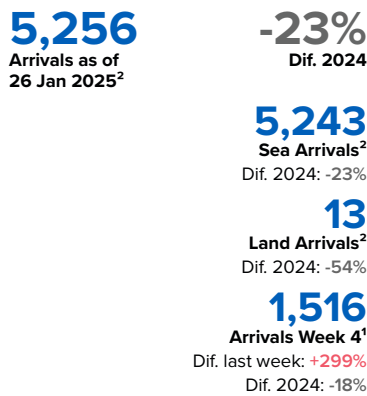 5,256
Arrivals as of
26 Jan 2025²
-23%
Dif. 2024
5,243
Sea Arrivals²
Dif. 2024: -23%
13
Land Arrivals²
Dif. 2024: -54%
1,516
Arrivals Week 4¹
Dif. last week: +299%
Dif. 2024: -18%